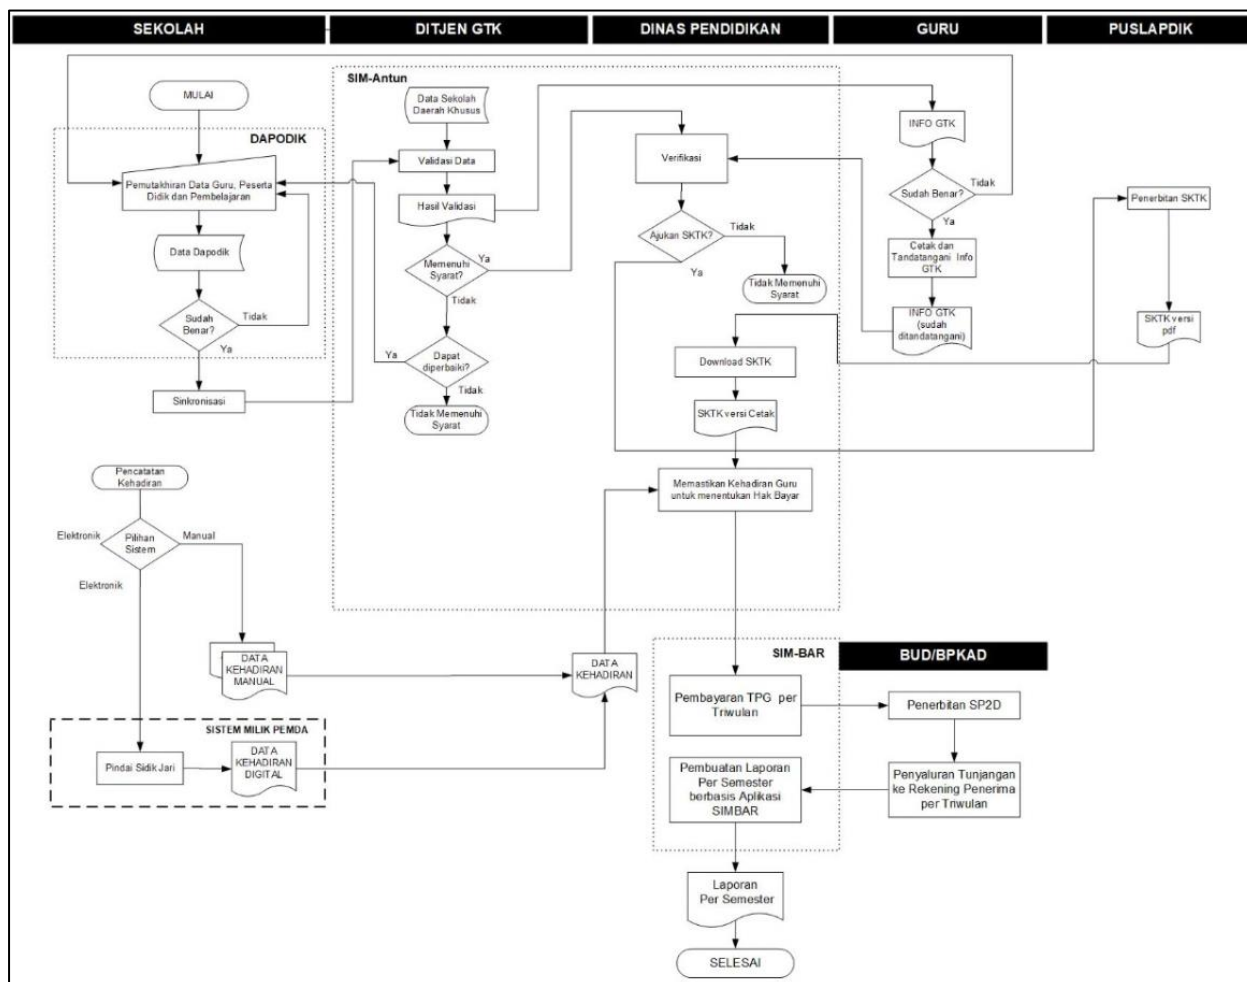 SEKOLAH
DITJEN GTK
DINAS PENDIDIKAN
GURU
PUSLAPDIK
SIM-Antun
MULAI
DAPODIK
Pemutakhiran Data Guru, Peserta
Didik dan Pembelajaran
Data Dapodik
Sudah
Benar?
Tidak
Ya
Sinkronisasi
Data Sekolah
Daerah Khusus
Validasi Data
Hasil Validasi
Memenuhi
Syarat?
Ya
Tidak
Dapat
diperbaiki?
Ya
Tidak
Tidak Memenuhi
Syarat
Verifikasi
Ajukan SKTK?
Tidak
Ya
Tidak Memenuhi
Syarat
Download SKTK
SKTK versi Cetak
Memastikan Kehadiran Guru
untuk menentukan Hak Bayar
INFO GTK
Sudah Benar?
Tidak
Ya
Cetak dan
Tandatangani Info
GTK
INFO GTK
(sudah
ditandatangani)
Penerbitan SKTK
SKTK versi
pdf
Pencatatan
Kehadiran
Elektronik
Pilihan
Sistem
Manual
Elektronik
DATA
KEHADIRAN
MANUAL
DATA
KEHADIRAN
SISTEM MILIK PEMDA
Pindai Sidik Jari
DATA
KEHADIRAN
DIGITAL
SIM-BAR
BUD/BPKAD
Pembayaran TPG per
Triwulan
Penerbitan SP2D
Pembuatan Laporan
Per Semester
berbasis Aplikasi
SIMBAR
Penyaluran Tunjangan
ke Rekening Penerima
per Triwulan
Laporan
Per Semester
SELESAI